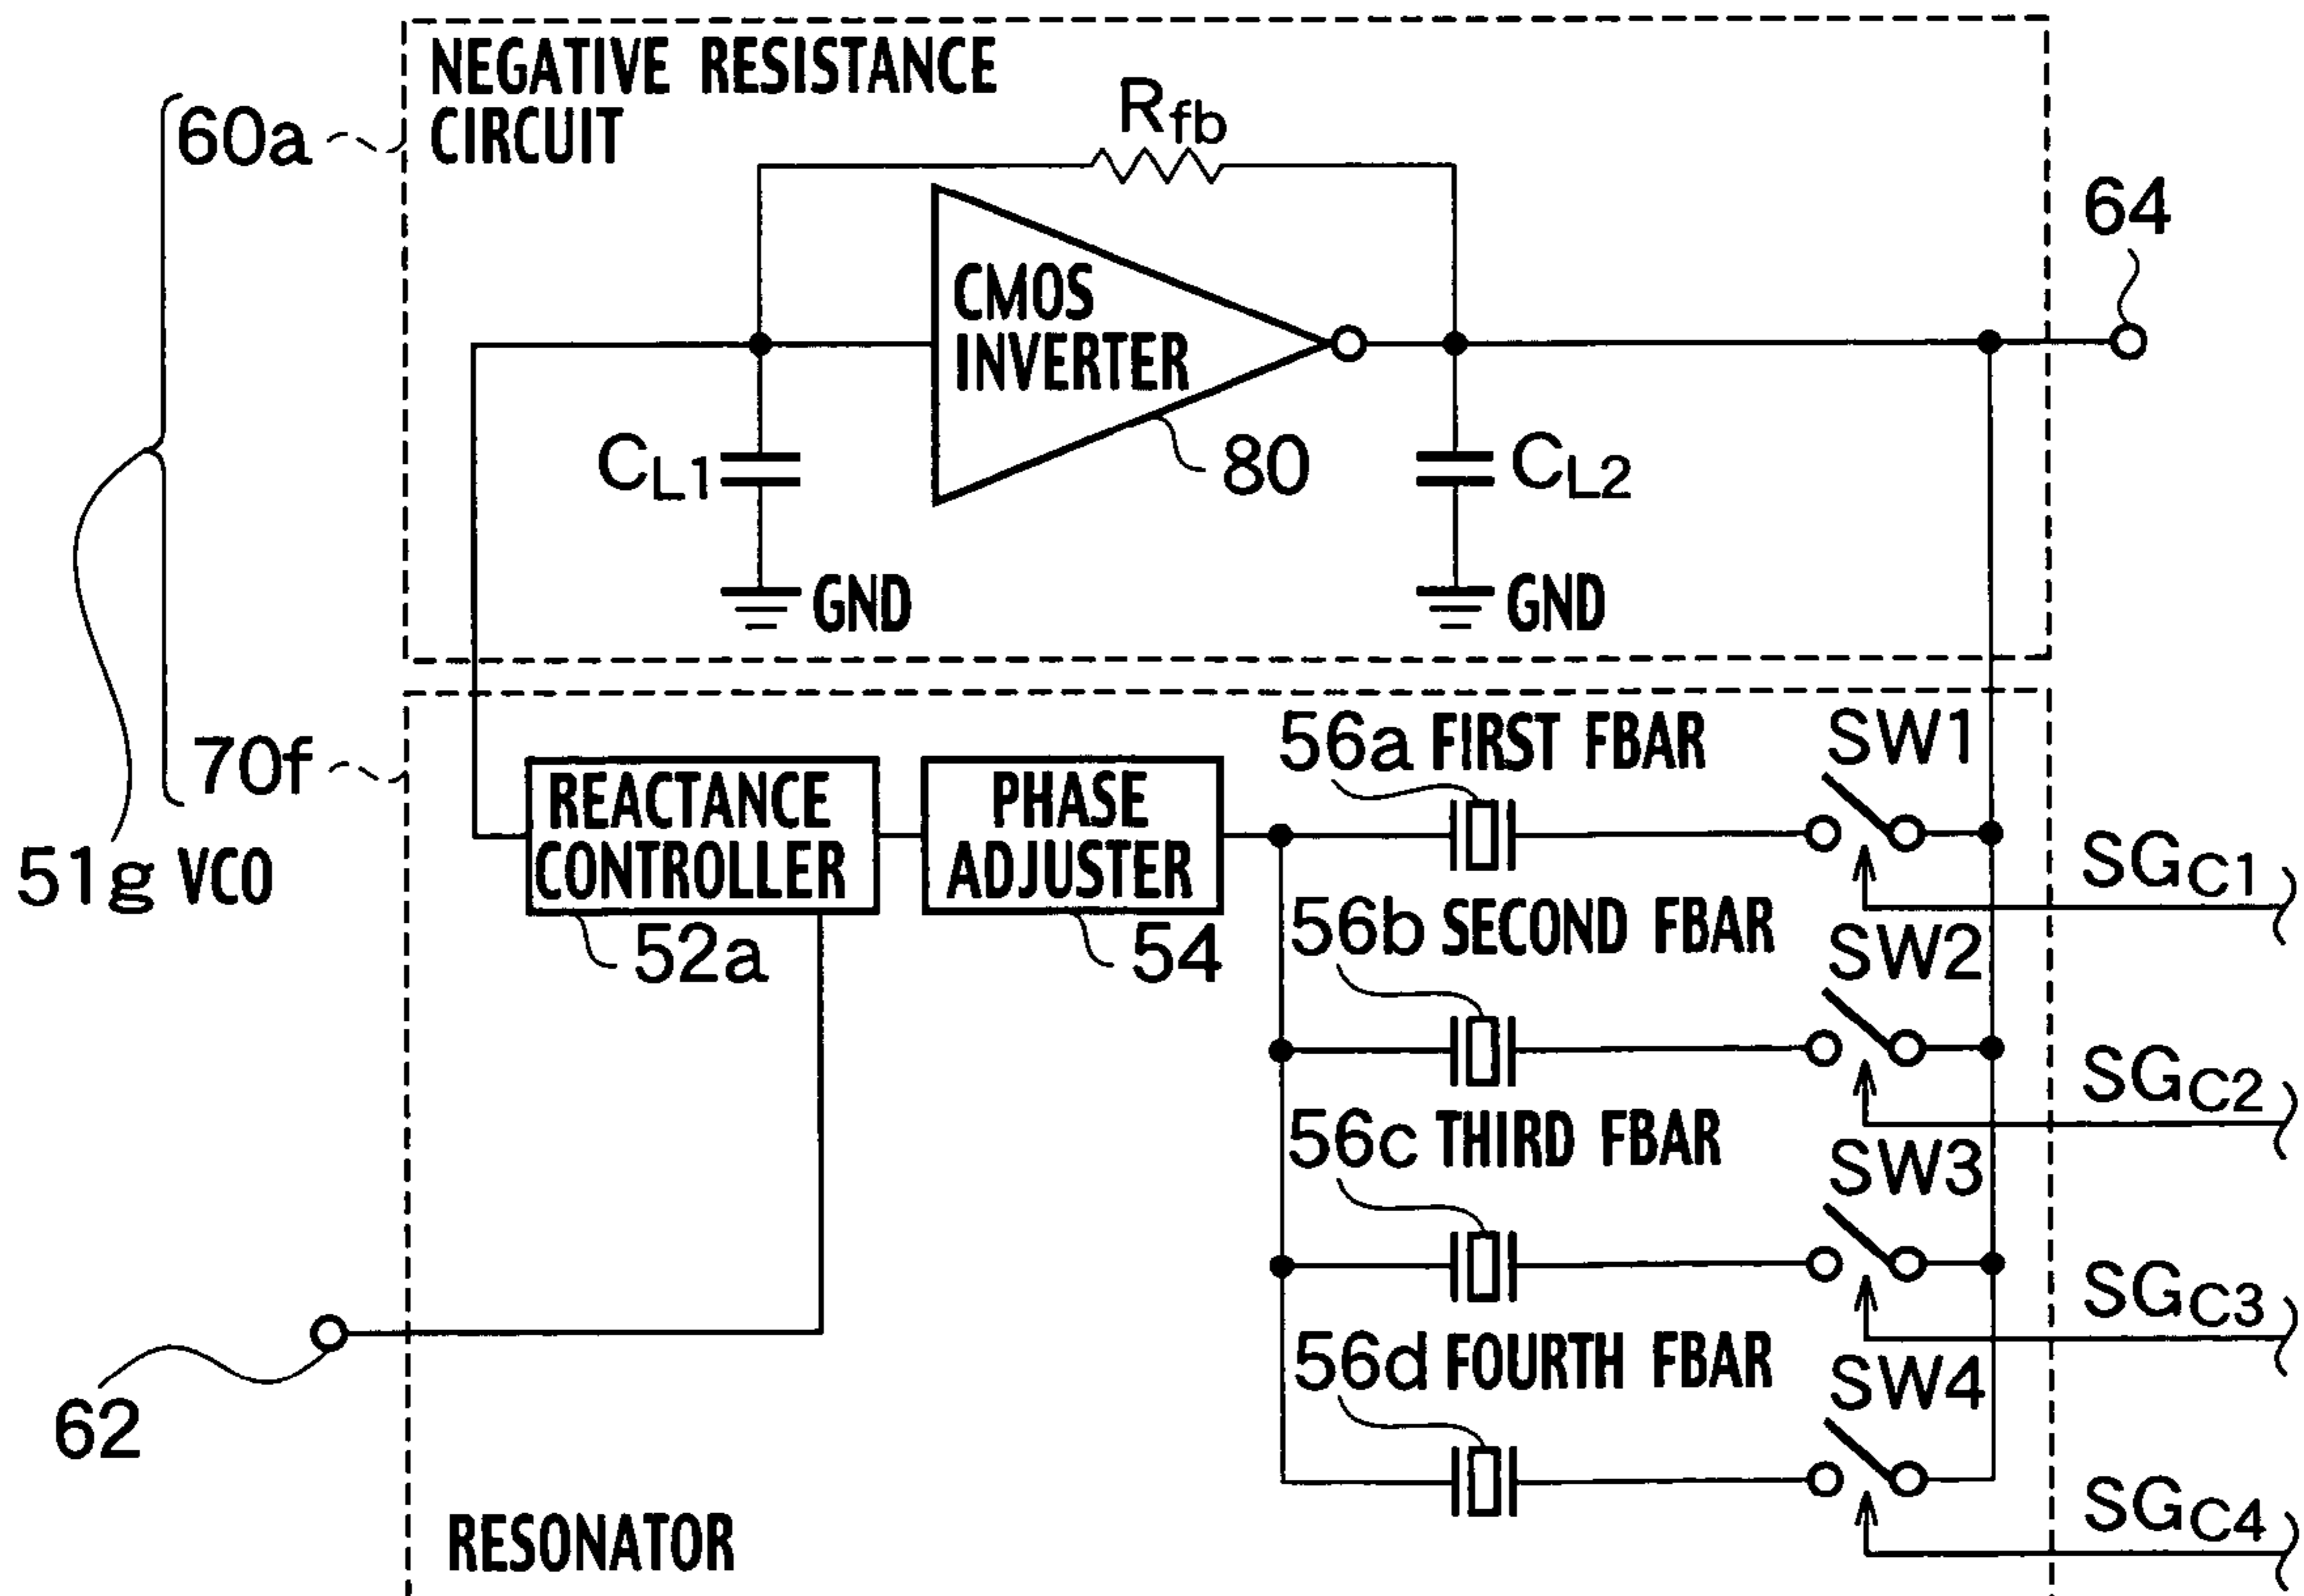 NEGATIVE RESISTANCE
CIRCUIT
60a
Rfb
64
CMOS
INVERTER
CL1
80
CL2
GND
GND
70f
51g VCO
REACTANCE
CONTROLLER
52a
PHASE
ADJUSTER
54
56a FIRST FBAR
SW1
SGC1
56b SECOND FBAR
SW2
SGC2
56c THIRD FBAR
SW3
SGC3
56d FOURTH FBAR
SW4
SGC4
62
RESONATOR